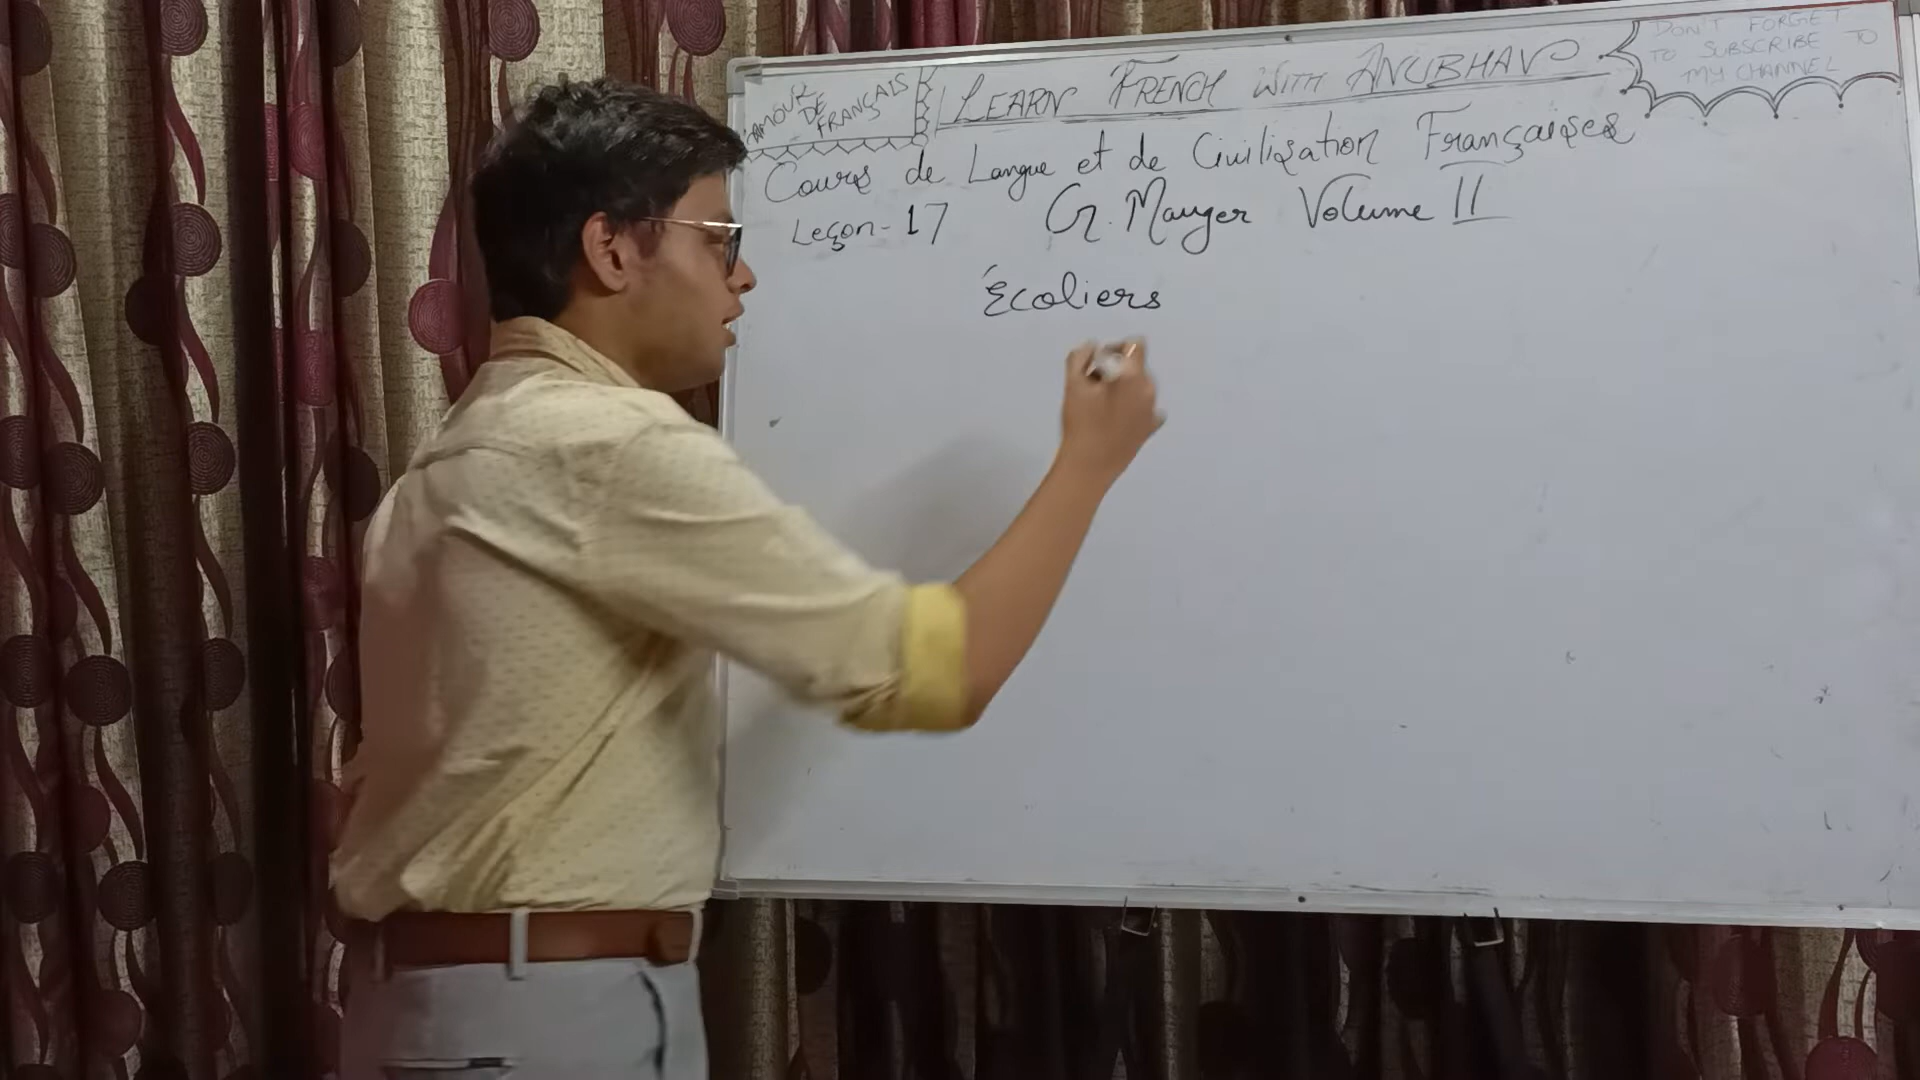 L'AMOUR
DE
FRANÇAIS
LEARN FRENCH WITH ANUBHAV
DON'T FORGET
TO SUBSCRIBE TO
MY CHANNEL
Cours de Langue et de Civilisation Françaises
Leçon-17 G. Mauger Volume II
Écoliers